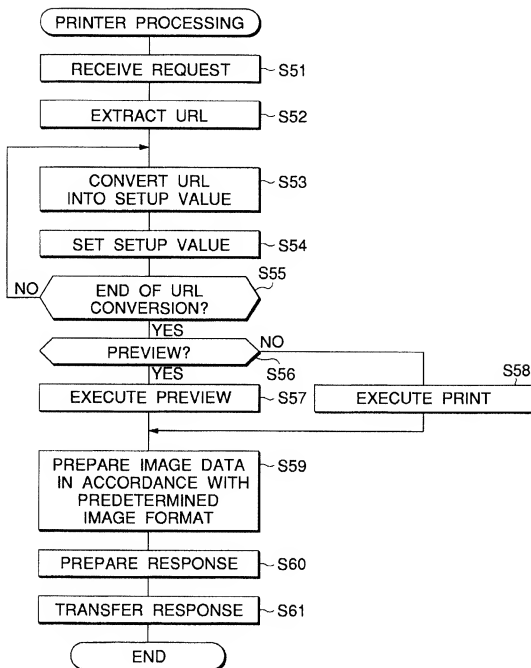 PRINTER PROCESSING
RECEIVE REQUEST
S51
EXTRACT URL
S52
CONVERT URL
INTO SETUP VALUE
S53
SET SETUP VALUE
S54
S55
NO
END OF URL
CONVERSION?
YES
NO
PREVIEW?
S56
YES
S58
EXECUTE PREVIEW
S57
EXECUTE PRINT
PREPARE IMAGE DATA
IN ACCORDANCE WITH
PREDETERMINED
IMAGE FORMAT
S59
PREPARE RESPONSE
S60
TRANSFER RESPONSE
S61
END